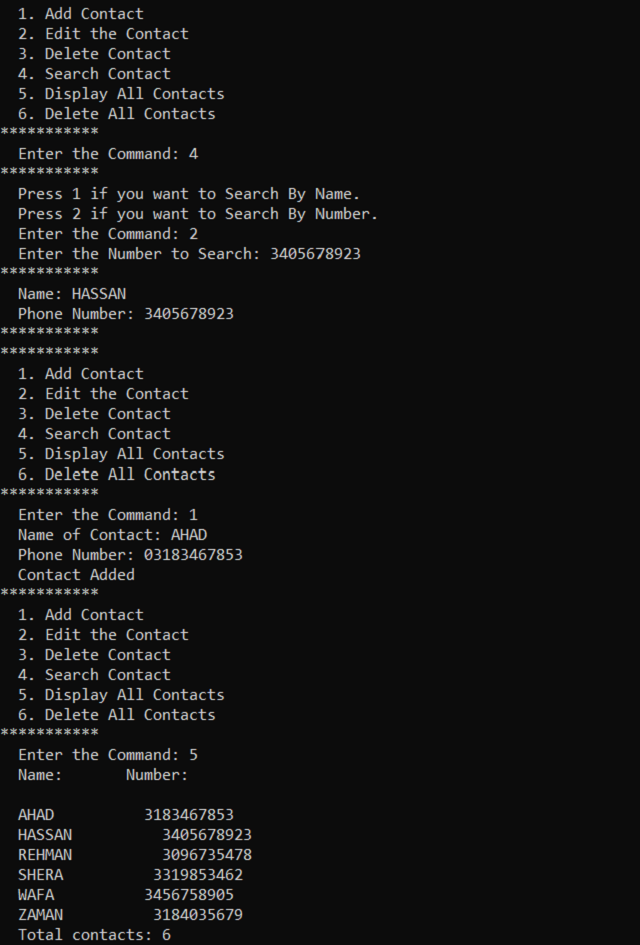 1. Add Contact
2. Edit the Contact
3. Delete Contact
4. Search Contact
5. Display All Contacts
6. Delete All Contacts
***********
Enter the Command: 4
***********
Press 1 if you want to Search By Name.
Press 2 if you want to Search By Number.
Enter the Command: 2
Enter the Number to Search: 3405678923
***********
Name: HASSAN
Phone Number: 3405678923
***********
***********
1. Add Contact
2. Edit the Contact
3. Delete Contact
4. Search Contact
5. Display All Contacts
6. Delete All Contacts
***********
Enter the Command: 1
Name of Contact: AHAD
Phone Number: 03183467853
Contact Added
***********
1. Add Contact
2. Edit the Contact
3. Delete Contact
4. Search Contact
5. Display All Contacts
6. Delete All Contacts
***********
Enter the Command: 5
Name:       Number:
AHAD          3183467853
HASSAN          3405678923
REHMAN          3096735478
SHERA          3319853462
WAFA          3456758905
ZAMAN          3184035679
Total contacts: 6